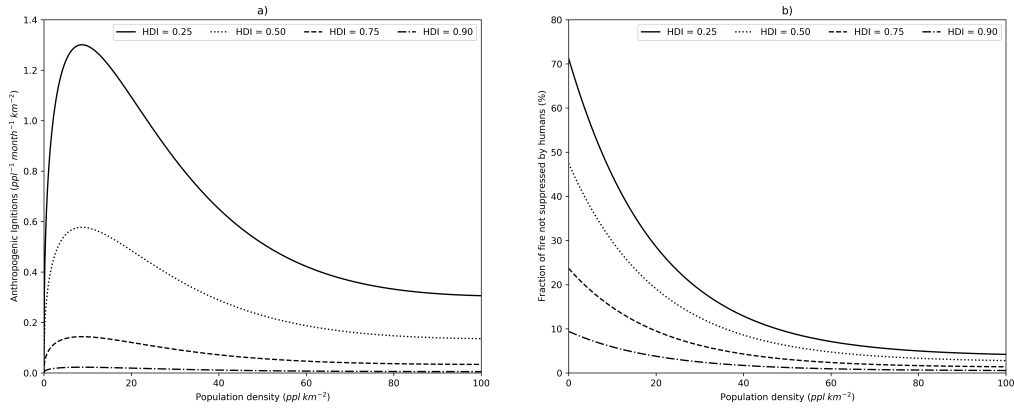 a)
HDI = 0.25 HDI = 0.50 HDI = 0.75 HDI = 0.90
Anthropogenic Ignitions (ppl⁻¹ month⁻¹ km⁻²)
1.4
1.2
1.0
0.8
0.6
0.4
0.2
0.0
0 20 40 60 80 100
Population density (ppl km⁻²)
b)
HDI = 0.25 HDI = 0.50 HDI = 0.75 HDI = 0.90
Fraction of fire not suppressed by humans (%)
80
70
60
50
40
30
20
10
0
0 20 40 60 80 100
Population density (ppl km⁻²)